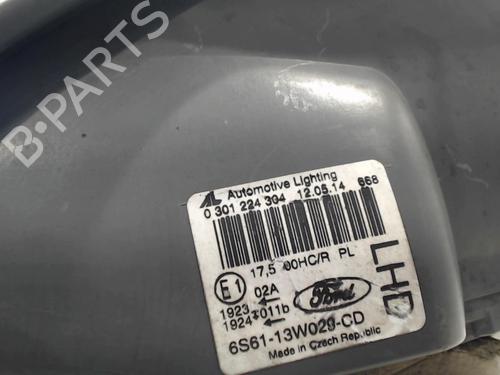 B-PARTS
AL Automotive Lighting
0 301 224 304 12.05.14 668
17,5 00HC/R PL
E1 02A
1923
1924 011b
Ford
LHD
6S61-13W029-CD
Made in Czech Republic